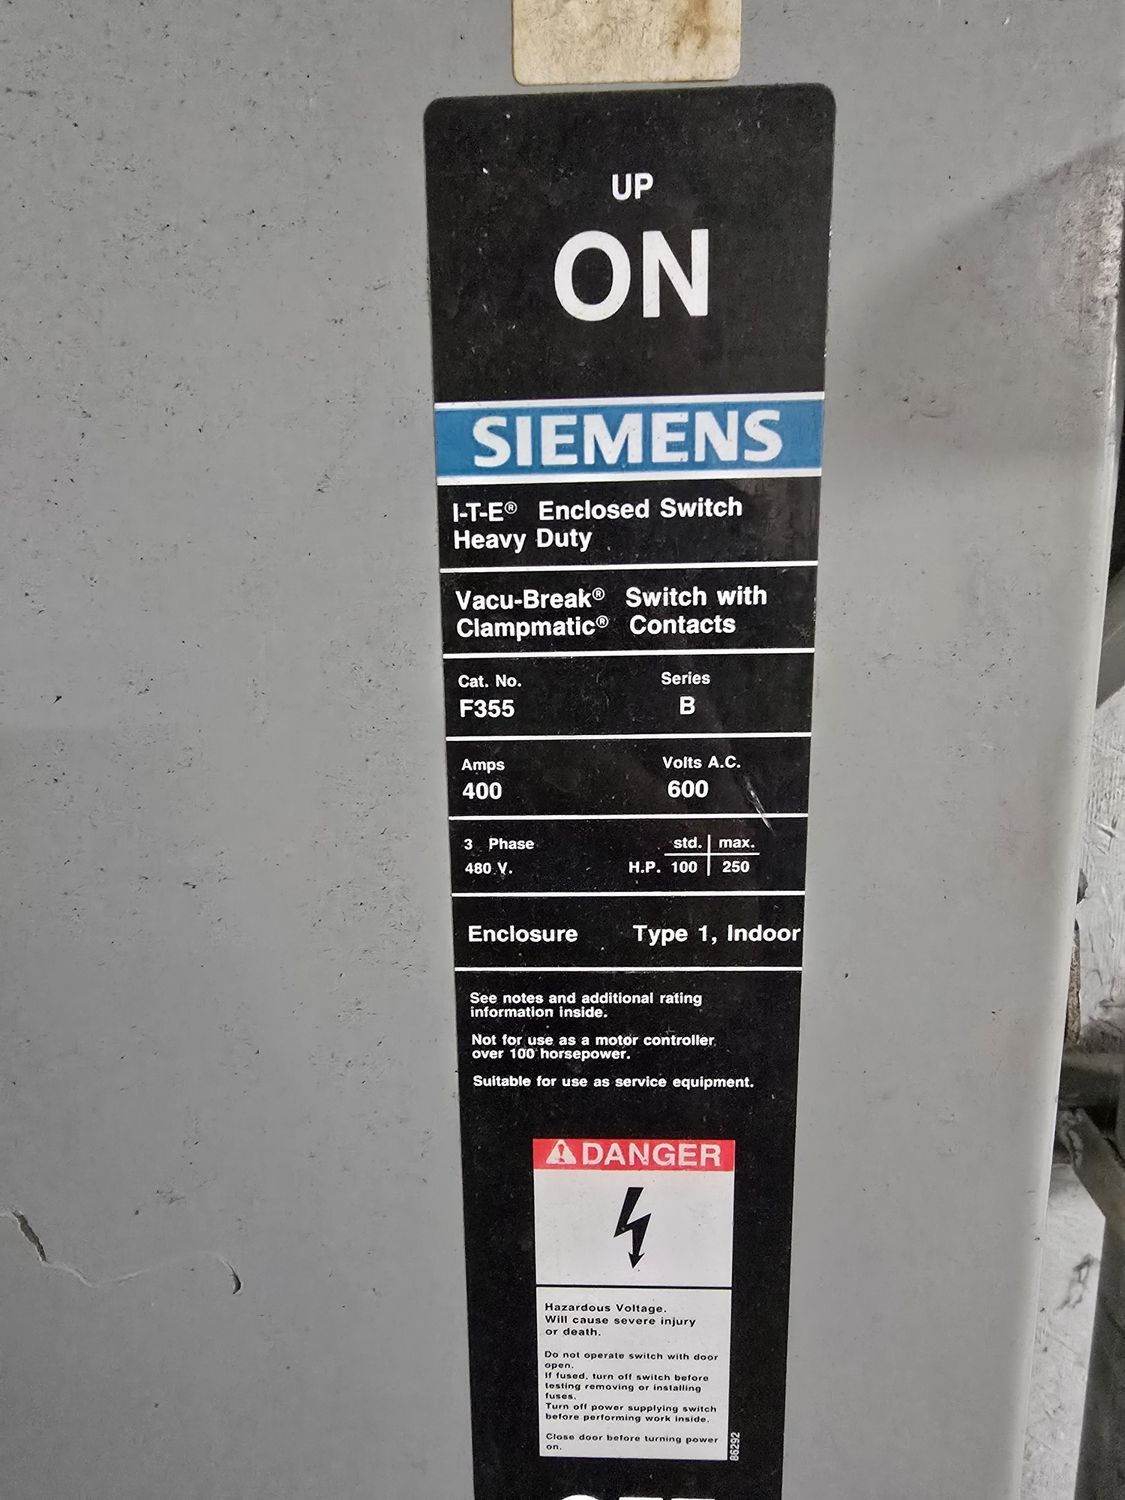 UP
ON
SIEMENS
I-T-E® Enclosed Switch
Heavy Duty
Vacu-Break® Switch with
Clampmatic® Contacts
Cat. No. Series
F355 B
Amps Volts A.C.
400 600
3 Phase std. max.
480 V. H.P. 100 250
Enclosure Type 1, Indoor
See notes and additional rating
information inside.
Not for use as a motor controller
over 100 horsepower.
Suitable for use as service equipment.
DANGER
Hazardous Voltage.
Will cause severe injury
or death.
Do not operate switch with door
open.
If fused, turn off switch before
testing removing or installing
fuses.
Turn off power supplying switch
before performing work inside.
Close door before turning power
on.
86292